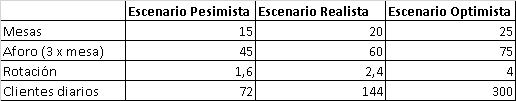 Escenario Pesimista Escenario Realista Escenario Optimista
Mesas 15 20 25
Aforo (3 x mesa) 45 60 75
Rotación 1,6 2,4 4
Clientes diarios 72 144 300